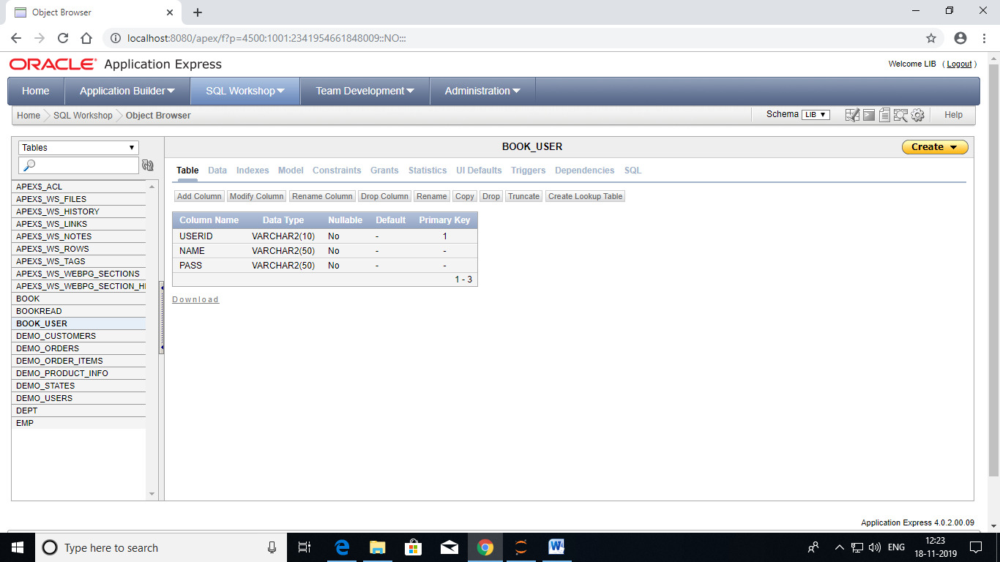 Object Browser
localhost:8080/apex/f?p=4500:1001:2341954661848009::NO:::
ORACLE® Application Express
Welcome LIB ( Logout )
Home Application Builder SQL Workshop Team Development Administration
Home SQL Workshop Object Browser
Schema LIB
Help
Tables
BOOK_USER
Create
Table Data Indexes Model Constraints Grants Statistics UI Defaults Triggers Dependencies SQL
Add Column Modify Column Rename Column Drop Column Rename Copy Drop Truncate Create Lookup Table
Column Name Data Type Nullable Default Primary Key
USERID VARCHAR2(10) No - 1
NAME VARCHAR2(50) No - -
PASS VARCHAR2(50) No - -
1 - 3
Download
APEX$_ACL
APEX$_WS_FILES
APEX$_WS_HISTORY
APEX$_WS_LINKS
APEX$_WS_NOTES
APEX$_WS_ROWS
APEX$_WS_TAGS
APEX$_WS_WEBPG_SECTIONS
APEX$_WS_WEBPG_SECTION_HI
BOOK
BOOKREAD
BOOK_USER
DEMO_CUSTOMERS
DEMO_ORDERS
DEMO_ORDER_ITEMS
DEMO_PRODUCT_INFO
DEMO_STATES
DEMO_USERS
DEPT
EMP
Application Express 4.0.2.00.09
Type here to search
ENG
12:23
18-11-2019